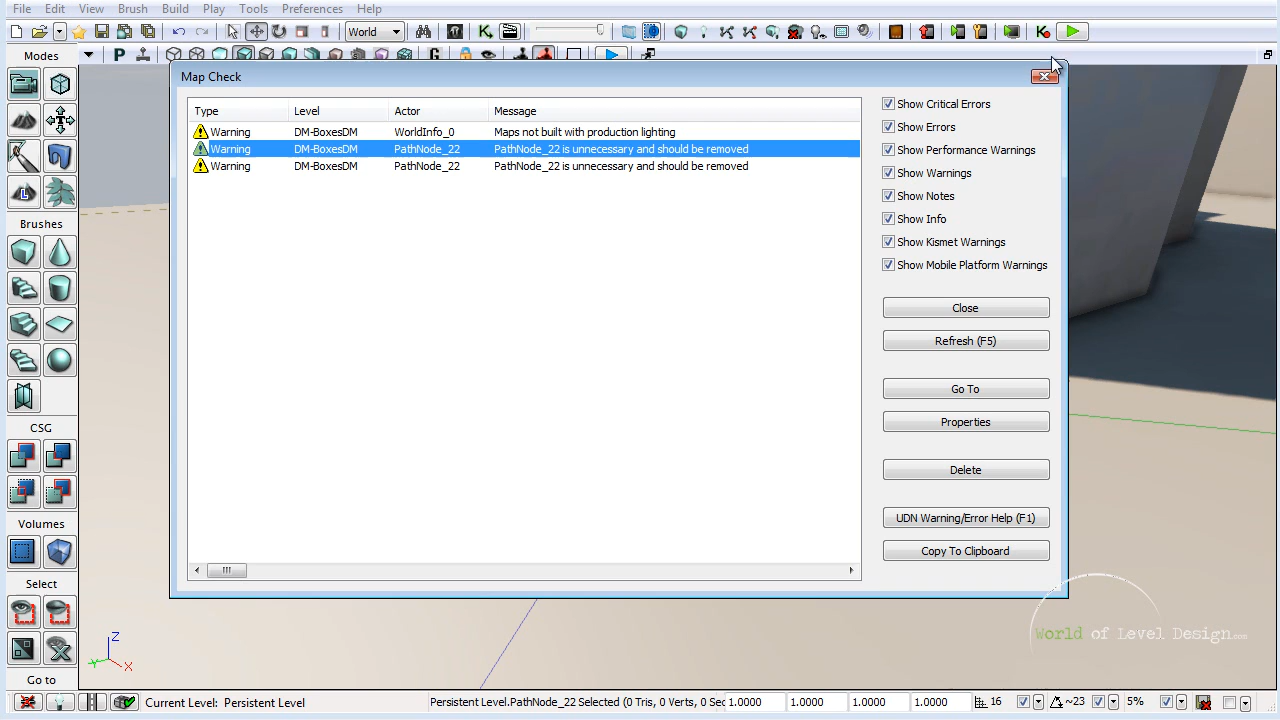 File Edit View Brush Build Play Tools Preferences Help
World
Modes
P
G
Map Check
Type Level Actor Message
Warning DM-BoxesDM WorldInfo_0 Maps not built with production lighting
Warning DM-BoxesDM PathNode_22 PathNode_22 is unnecessary and should be removed
Warning DM-BoxesDM PathNode_22 PathNode_22 is unnecessary and should be removed
Show Critical Errors
Show Errors
Show Performance Warnings
Show Warnings
Show Notes
Show Info
Show Kismet Warnings
Show Mobile Platform Warnings
Close
Refresh (F5)
Go To
Properties
Delete
UDN Warning/Error Help (F1)
Copy To Clipboard
L
Brushes
CSG
Volumes
Select
Go to
Z
Y X
World of Level Design.com
Current Level: Persistent Level
Persistent Level.PathNode_22 Selected (0 Tris, 0 Verts, 0 Sec
1.0000 1.0000 1.0000 1.0000 16 ~23 5%